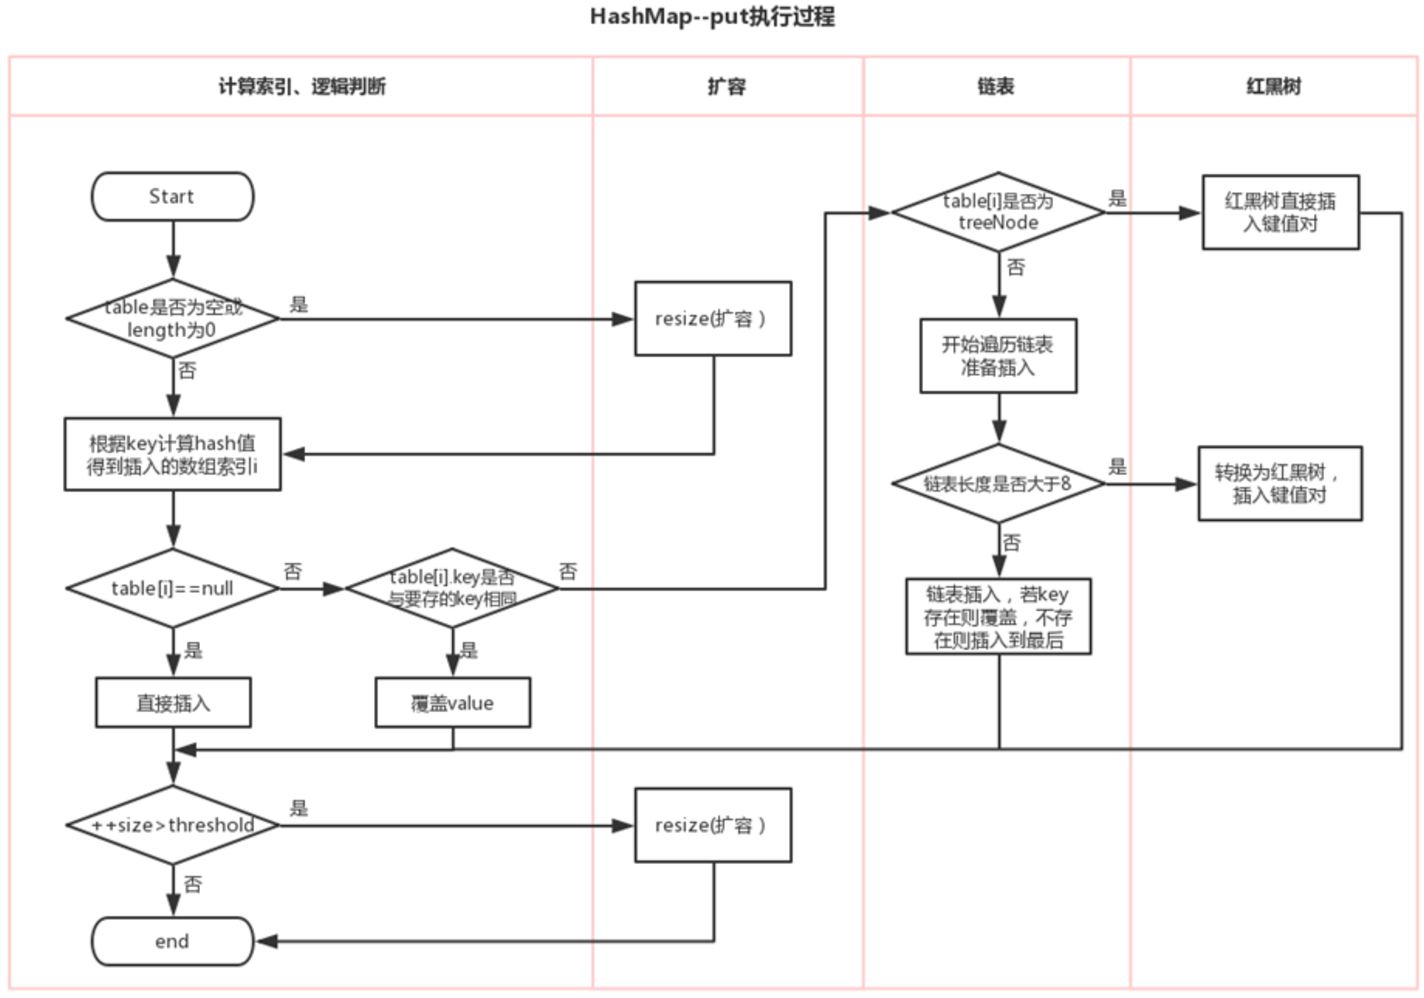 HashMap--put执行过程
计算索引、逻辑判断
扩容
链表
红黑树
Start
table是否为空或
length为0
是
resize(扩容）
否
根据key计算hash值
得到插入的数组索引i
table[i]==null
否
table[i].key是否
与要存的key相同
否
是
直接插入
是
覆盖value
table[i]是否为
treeNode
是
红黑树直接插
入键值对
否
开始遍历链表
准备插入
链表长度是否大于8
是
转换为红黑树，
插入键值对
否
链表插入，若key
存在则覆盖，不存
在则插入到最后
++size>threshold
是
resize(扩容）
否
end